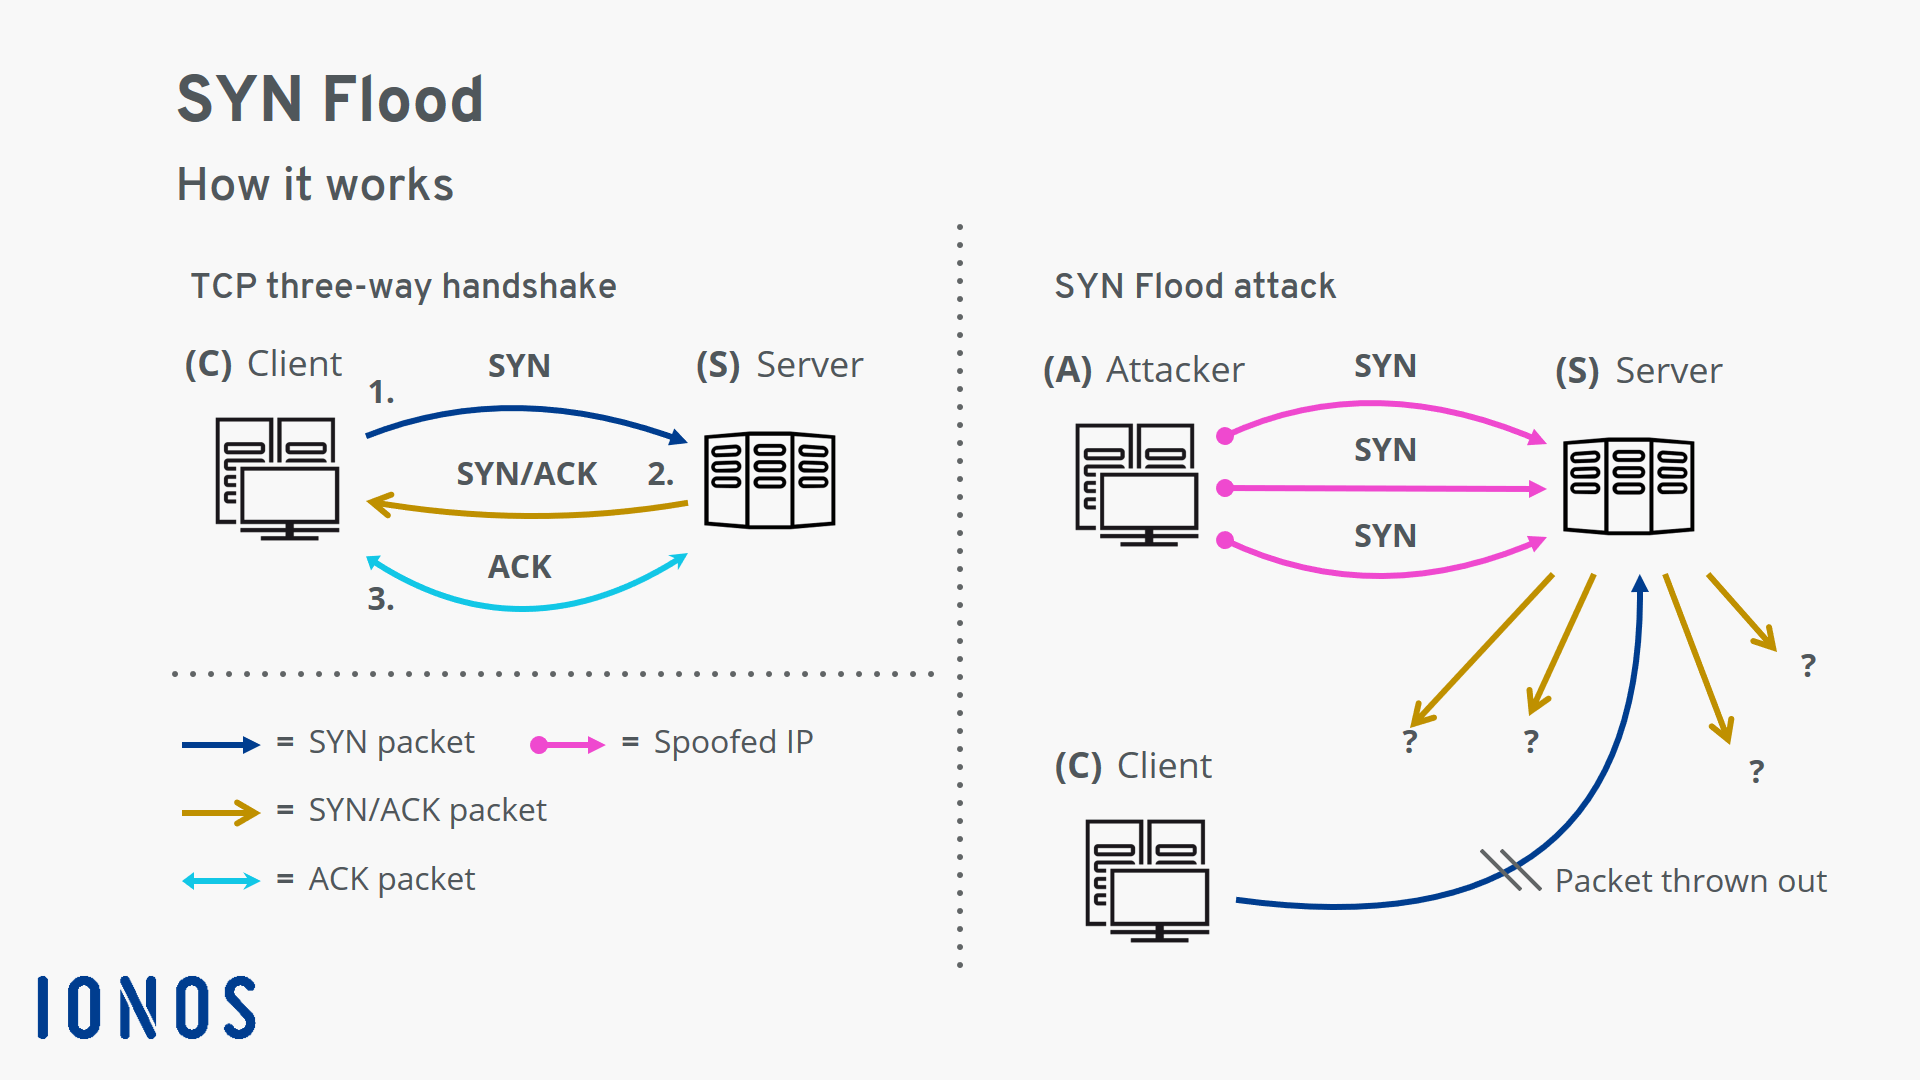 SYN Flood
How it works
TCP three-way handshake
(C) Client
SYN
(S) Server
1.
SYN/ACK
2.
ACK
3.
= SYN packet
= Spoofed IP
= SYN/ACK packet
= ACK packet
SYN Flood attack
(A) Attacker
SYN
(S) Server
SYN
SYN
?
?
?
?
(C) Client
Packet thrown out
IONOS